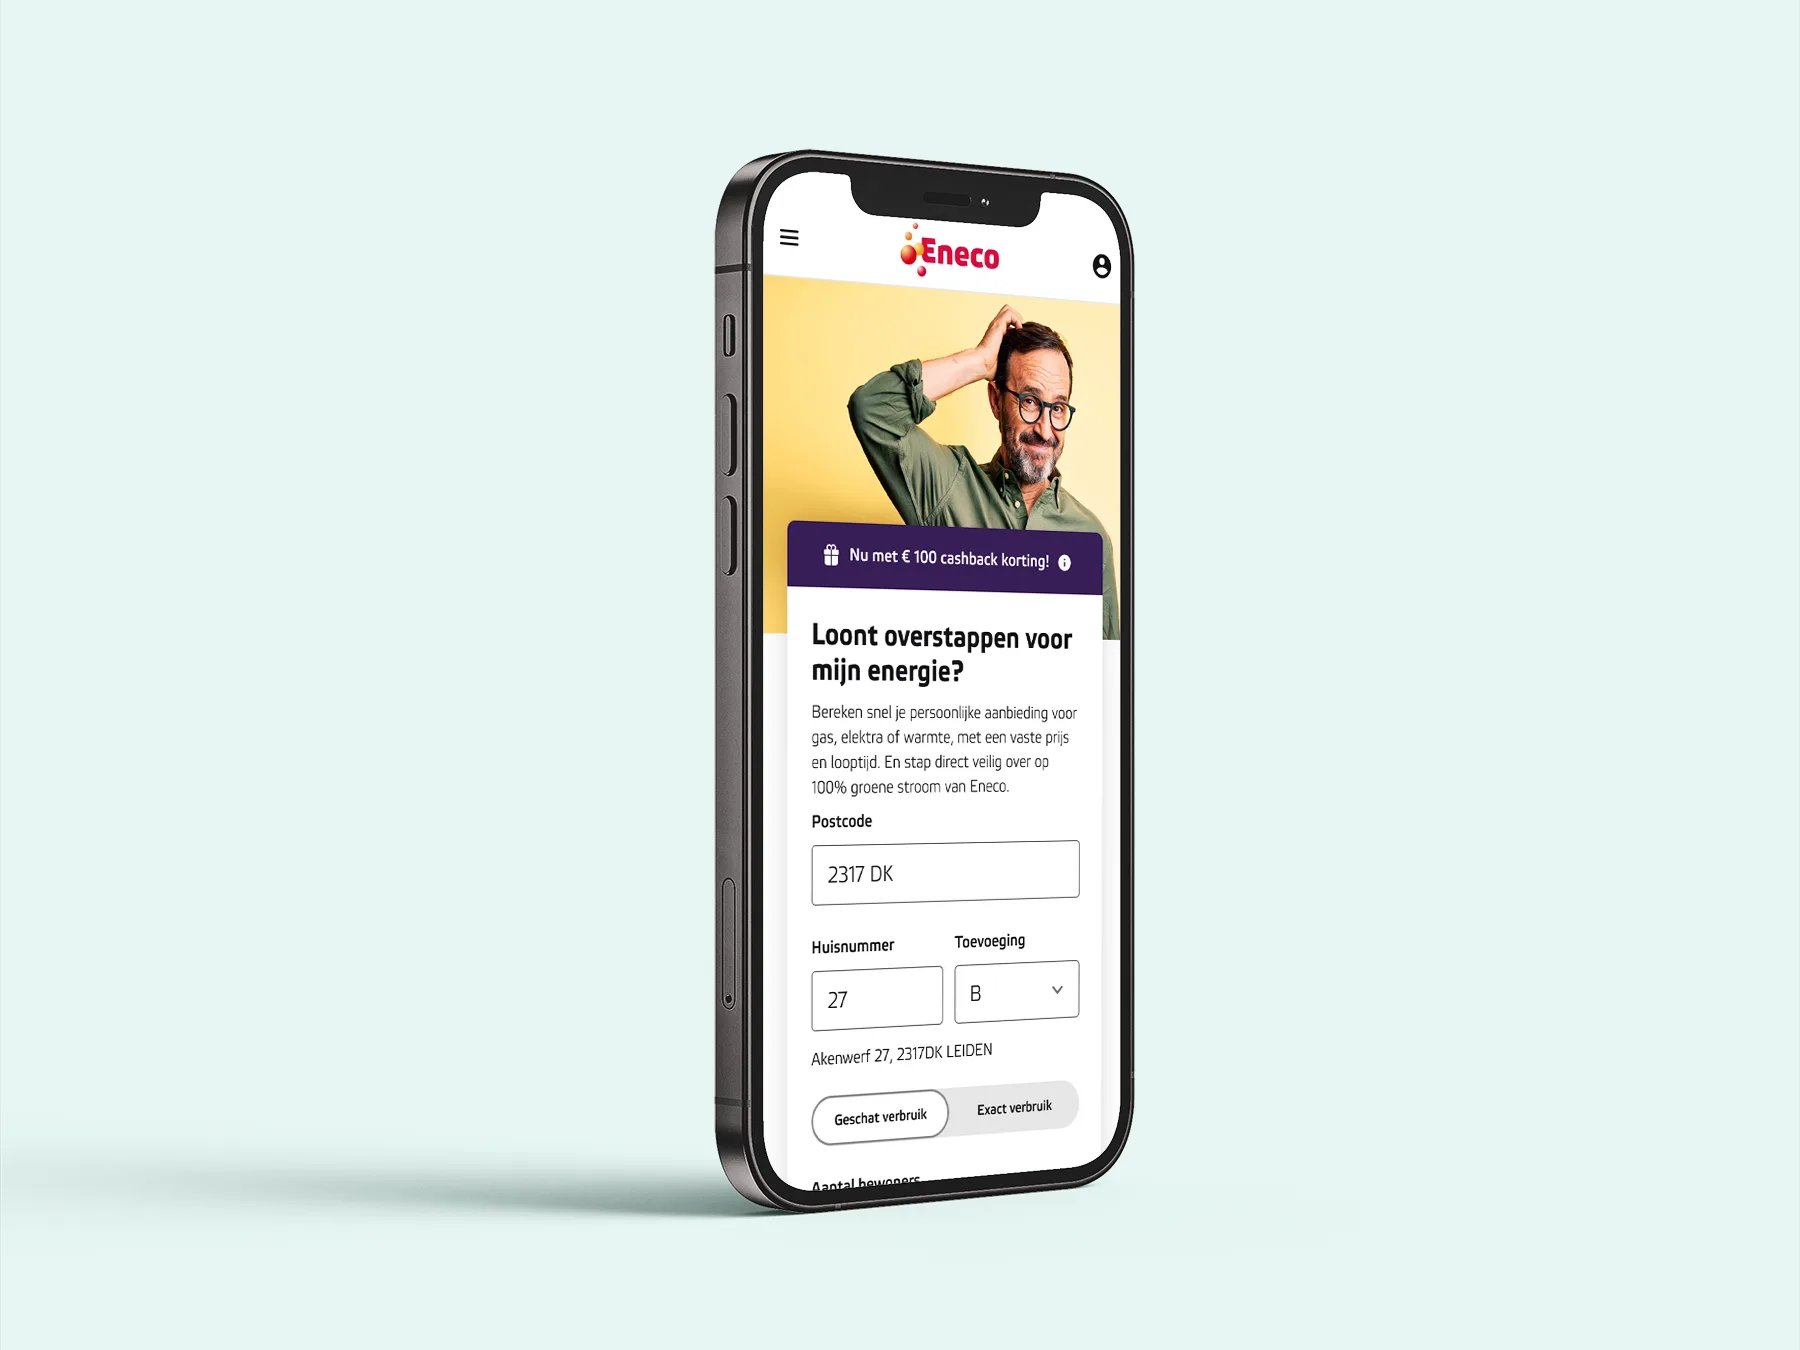 Eneco
Nu met € 100 cashback korting!
Loont overstappen voor
mijn energie?
Bereken snel je persoonlijke aanbieding voor
gas, elektra of warmte, met een vaste prijs
en looptijd. En stap direct veilig over op
100% groene stroom van Eneco.
Postcode
2317 DK
Huisnummer Toevoeging
27 B
Akenwerf 27, 2317DK LEIDEN
Geschat verbruik Exact verbruik
Aantal bewoners